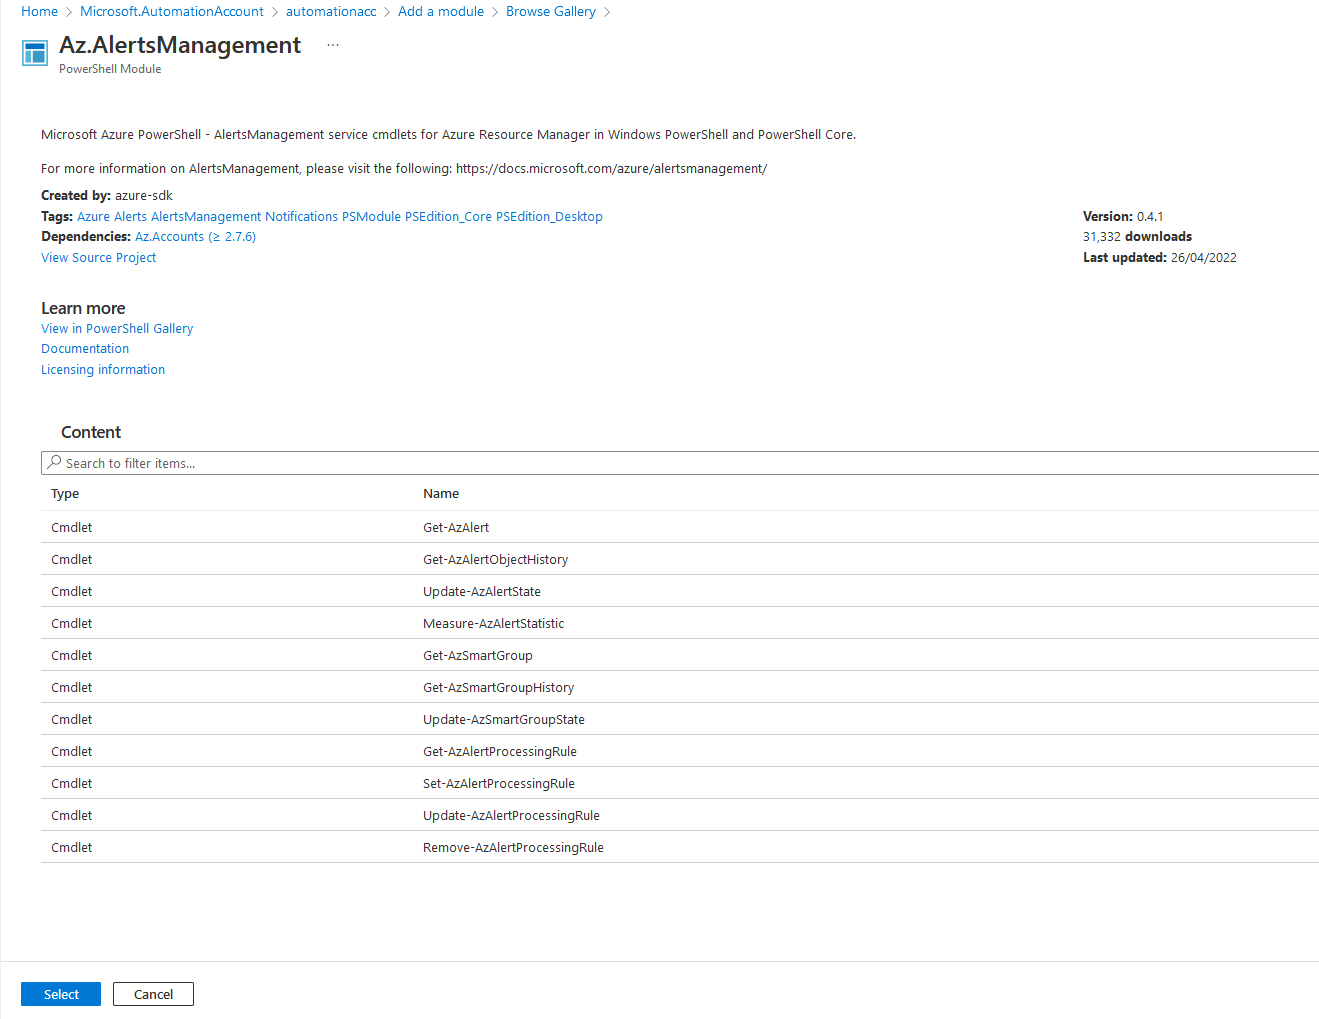 Home > Microsoft.AutomationAccount > automationacc > Add a module > Browse Gallery >
Az.AlertsManagement ...
PowerShell Module
Microsoft Azure PowerShell - AlertsManagement service cmdlets for Azure Resource Manager in Windows PowerShell and PowerShell Core.
For more information on AlertsManagement, please visit the following: https://docs.microsoft.com/azure/alertsmanagement/
Created by: azure-sdk
Tags: Azure Alerts AlertsManagement Notifications PSModule PSEdition_Core PSEdition_Desktop
Dependencies: Az.Accounts (≥ 2.7.6)
View Source Project
Version: 0.4.1
31,332 downloads
Last updated: 26/04/2022
Learn more
View in PowerShell Gallery
Documentation
Licensing information
Content
Search to filter items...
Type Name
Cmdlet Get-AzAlert
Cmdlet Get-AzAlertObjectHistory
Cmdlet Update-AzAlertState
Cmdlet Measure-AzAlertStatistic
Cmdlet Get-AzSmartGroup
Cmdlet Get-AzSmartGroupHistory
Cmdlet Update-AzSmartGroupState
Cmdlet Get-AzAlertProcessingRule
Cmdlet Set-AzAlertProcessingRule
Cmdlet Update-AzAlertProcessingRule
Cmdlet Remove-AzAlertProcessingRule
Select Cancel